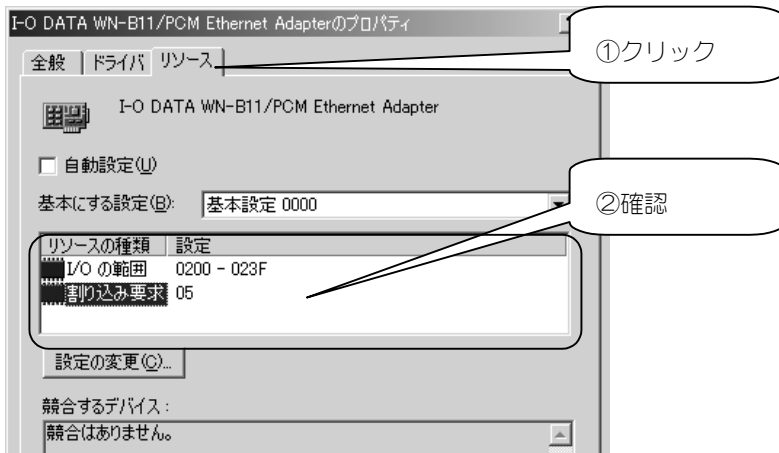 I-O DATA WN-B11/PCM Ethernet Adapterのプロパティ
①クリック
全般 ドライバ リソース
I-O DATA WN-B11/PCM Ethernet Adapter
自動設定(U)
基本にする設定(B): 基本設定 0000
②確認
リソースの種類 設定
I/O の範囲 0200 - 023F
割り込み要求 05
設定の変更(C)...
競合するデバイス:
競合はありません。